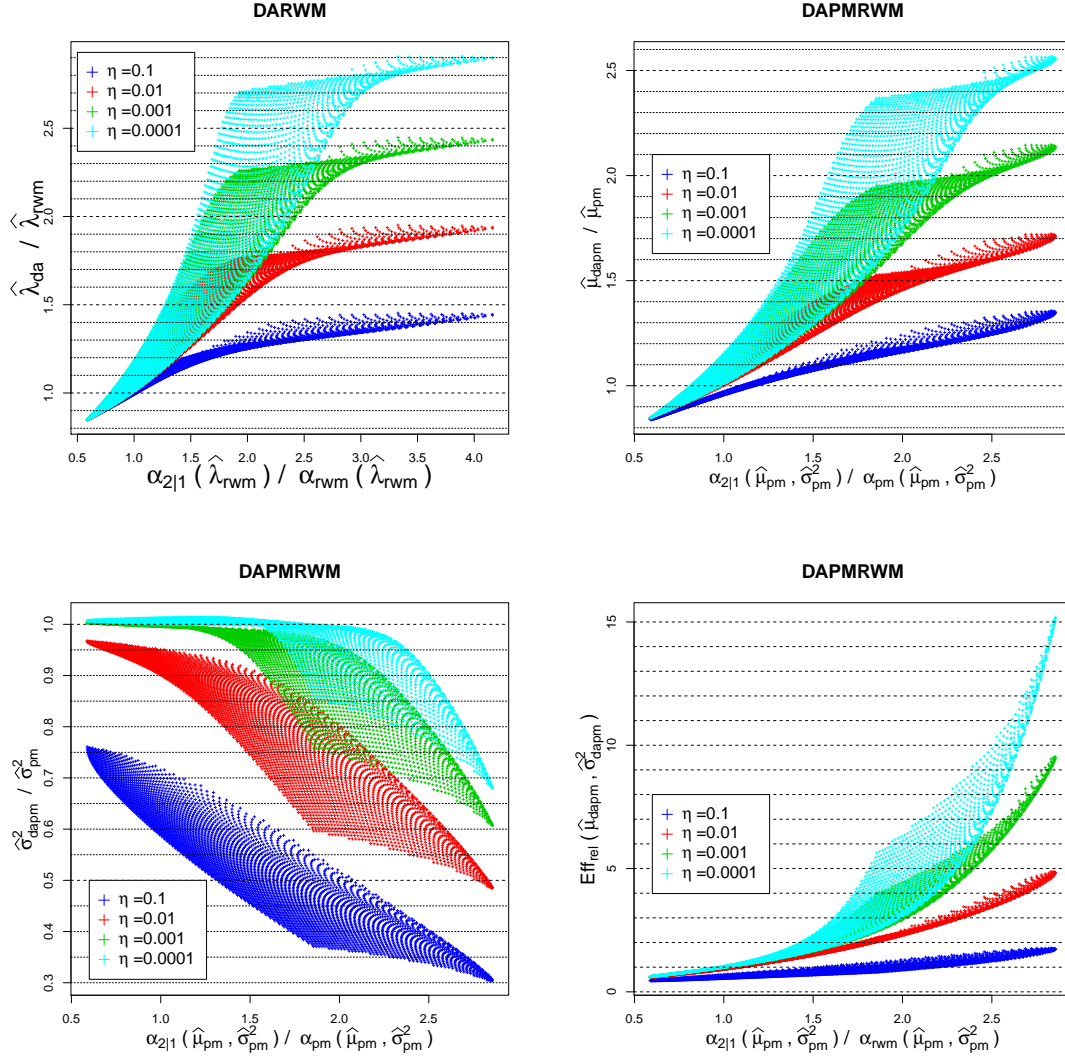 DARWM
η =0.1
η =0.01
η =0.001
η =0.0001
1.0 1.5 2.0 2.5
λ̂da / λ̂rwm
0.5 1.0 1.5 2.0 2.5 3.0 3.5 4.0
α2|1 ( λ̂rwm ) / αrwm ( λ̂rwm )
DAPMRWM
η =0.1
η =0.01
η =0.001
η =0.0001
1.0 1.5 2.0 2.5
μ̂dapm / μ̂pm
0.5 1.0 1.5 2.0 2.5
α2|1 ( μ̂pm , σ̂²pm ) / αpm ( μ̂pm , σ̂²pm )
DAPMRWM
η =0.1
η =0.01
η =0.001
η =0.0001
0.3 0.4 0.5 0.6 0.7 0.8 0.9 1.0
σ̂²dapm / σ̂²pm
0.5 1.0 1.5 2.0 2.5
α2|1 ( μ̂pm , σ̂²pm ) / αpm ( μ̂pm , σ̂²pm )
DAPMRWM
η =0.1
η =0.01
η =0.001
η =0.0001
0 5 10 15
Effrel ( μ̂dapm , σ̂²dapm )
0.5 1.0 1.5 2.0 2.5
α2|1 ( μ̂pm , σ̂²pm ) / αrwm ( μ̂pm , σ̂²pm )